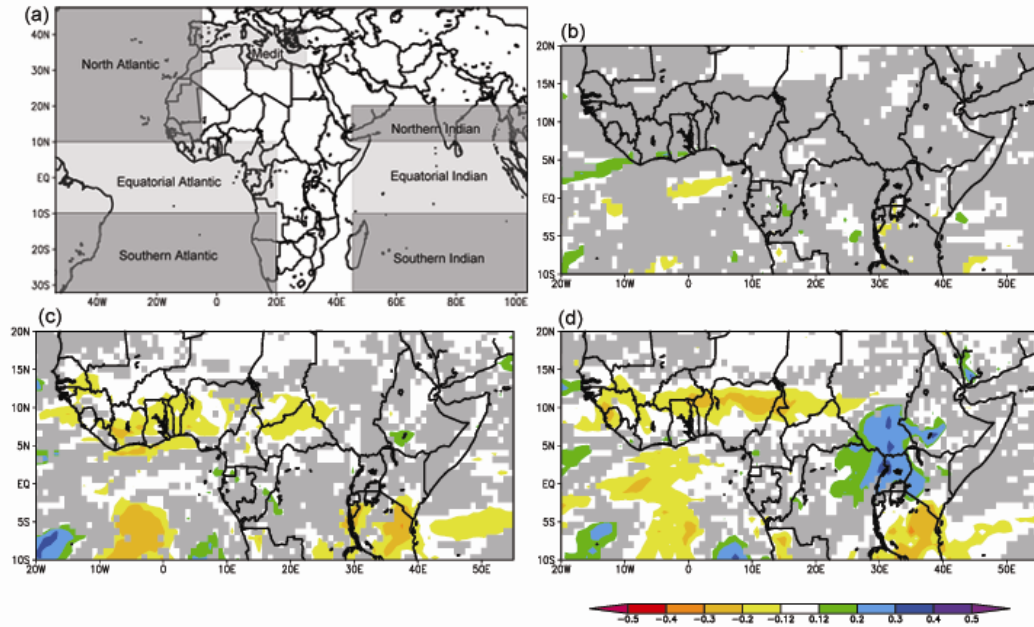 (a)
40N
30N
20N
10N
EQ
10S
20S
30S
40W
20W
0
20E
40E
60E
80E
100E
North Atlantic
Medit
Northern Indian
Equatorial Atlantic
Equatorial Indian
Southern Atlantic
Southern Indian
(b)
20N
15N
10N
5N
EQ
5S
10S
20W
10W
0
10E
20E
30E
40E
50E
(c)
20N
15N
10N
5N
EQ
5S
10S
20W
10W
0
10E
20E
30E
40E
50E
(d)
20N
15N
10N
5N
EQ
5S
10S
20W
10W
0
10E
20E
30E
40E
50E
-0.5 -0.4 -0.3 -0.2 -0.12 0.12 0.2 0.3 0.4 0.5